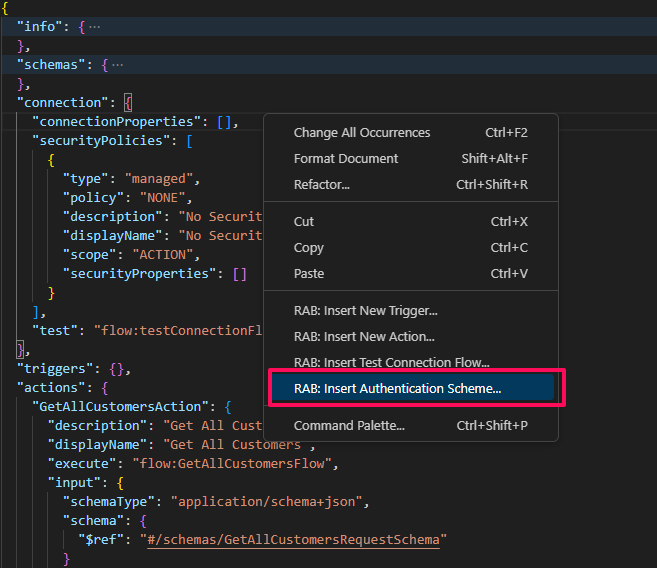 {
"info": { ...
},
"schemas": { ...
},
"connection": {
"connectionProperties": [],
"securityPolicies": [
{
"type": "managed",
"policy": "NONE",
"description": "No Securit
"displayName": "No Securit
"scope": "ACTION",
"securityProperties": []
}
],
"test": "flow:testConnectionFl
},
"triggers": {},
"actions": {
"GetAllCustomersAction": {
"description": "Get All Cust
"displayName": "Get All Customers ,
"execute": "flow:GetAllCustomersFlow",
"input": {
"schemaType": "application/schema+json",
"schema": {
"$ref": "#/schemas/GetAllCustomersRequestSchema"
}
Change All Occurrences Ctrl+F2
Format Document Shift+Alt+F
Refactor... Ctrl+Shift+R
Cut Ctrl+X
Copy Ctrl+C
Paste Ctrl+V
RAB: Insert New Trigger...
RAB: Insert New Action...
RAB: Insert Test Connection Flow...
RAB: Insert Authentication Scheme...
Command Palette... Ctrl+Shift+P